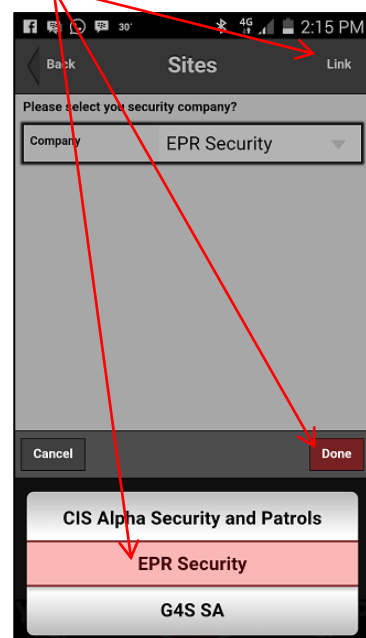 30°
4G
2:15 PM
Back
Sites
Link
Please select you security company?
Company
EPR Security
Cancel
Done
CIS Alpha Security and Patrols
EPR Security
G4S SA